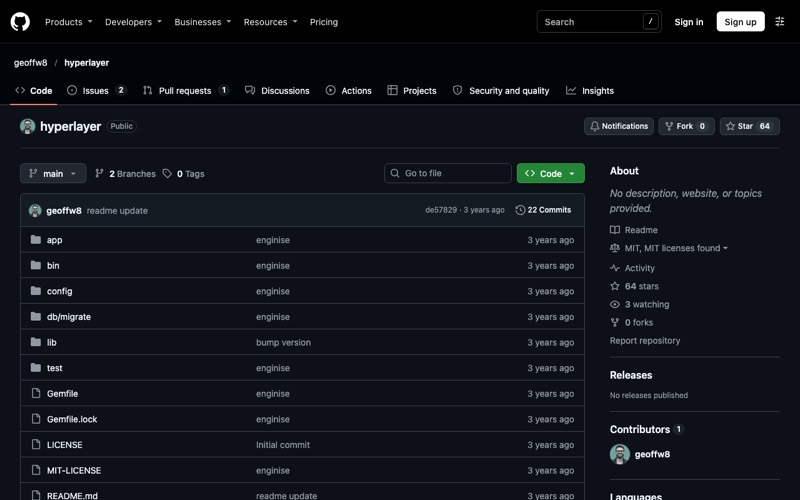 Products Developers Businesses Resources Pricing Search / Sign in Sign up
geoffw8 / hyperlayer
Code Issues 2 Pull requests 1 Discussions Actions Projects Security and quality Insights
hyperlayer Public Notifications Fork 0 Star 64
main 2 Branches 0 Tags Go to file Code
geoffw8 readme update de57829 · 3 years ago 22 Commits
app enginise 3 years ago
bin enginise 3 years ago
config enginise 3 years ago
db/migrate enginise 3 years ago
lib bump version 3 years ago
test enginise 3 years ago
Gemfile enginise 3 years ago
Gemfile.lock enginise 3 years ago
LICENSE Initial commit 3 years ago
MIT-LICENSE enginise 3 years ago
README.md readme update 3 years ago
About
No description, website, or topics
provided.
Readme
MIT, MIT licenses found
Activity
64 stars
3 watching
0 forks
Report repository
Releases
No releases published
Contributors 1
geoffw8
Languages